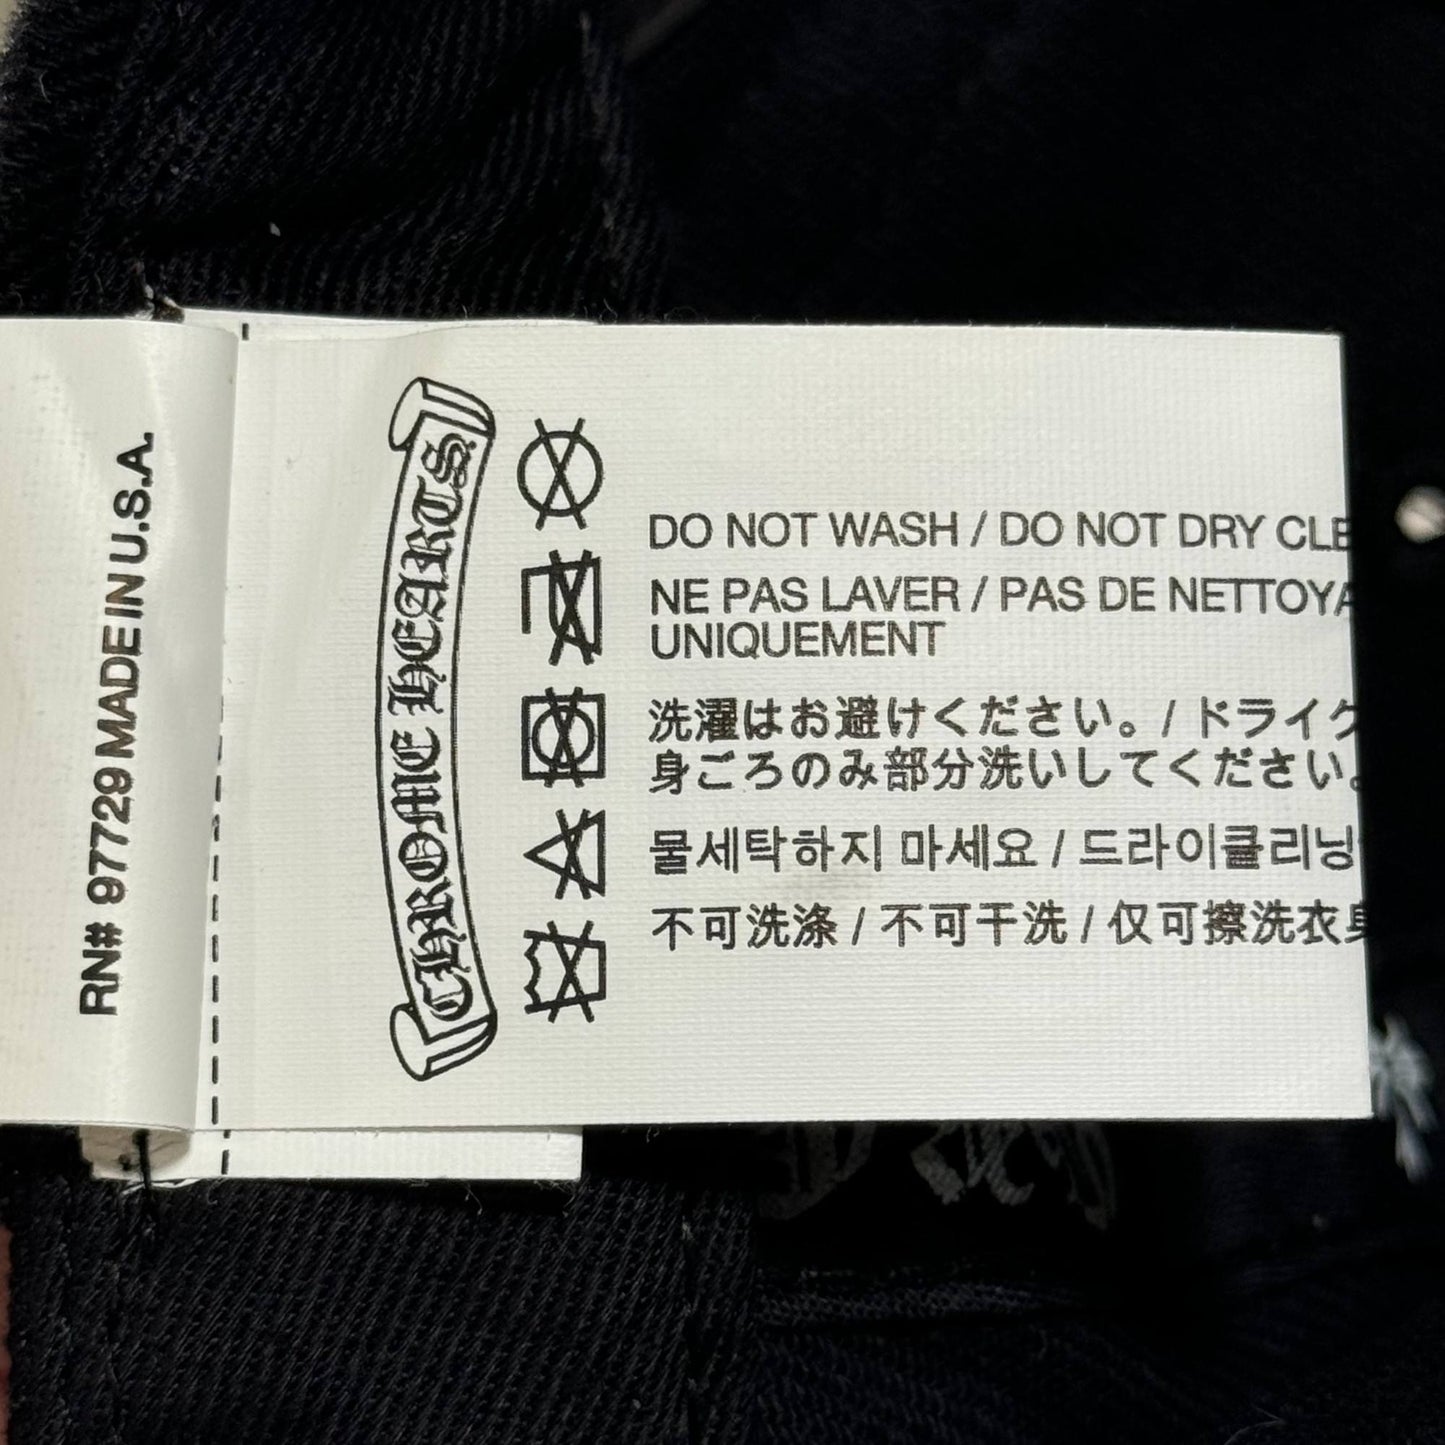 RN# 97729 MADE IN U.S.A.
CHROME HEARTS
DO NOT WASH / DO NOT DRY CLE
NE PAS LAVER / PAS DE NETTOYA
UNIQUEMENT
洗濯はお避けください。/ ドライク
身ごろのみ部分洗いしてください。
물세탁하지 마세요 / 드라이클리닝
不可洗涤 / 不可干洗 / 仅可擦洗衣身